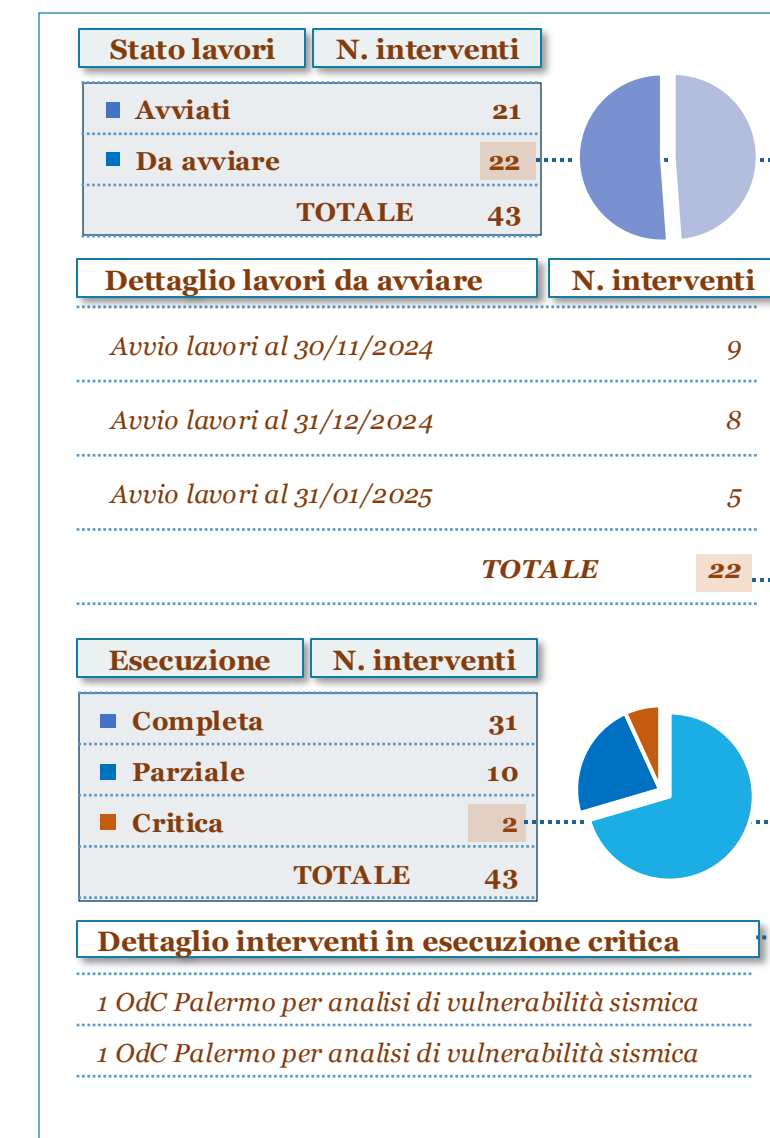 Stato lavori N. interventi
Avviati 21
Da avviare 22
TOTALE 43
Dettaglio lavori da avviare N. interventi
Avvio lavori al 30/11/2024 9
Avvio lavori al 31/12/2024 8
Avvio lavori al 31/01/2025 5
TOTALE 22
Esecuzione N. interventi
Completa 31
Parziale 10
Critica 2
TOTALE 43
Dettaglio interventi in esecuzione critica
1 OdC Palermo per analisi di vulnerabilità sismica
1 OdC Palermo per analisi di vulnerabilità sismica